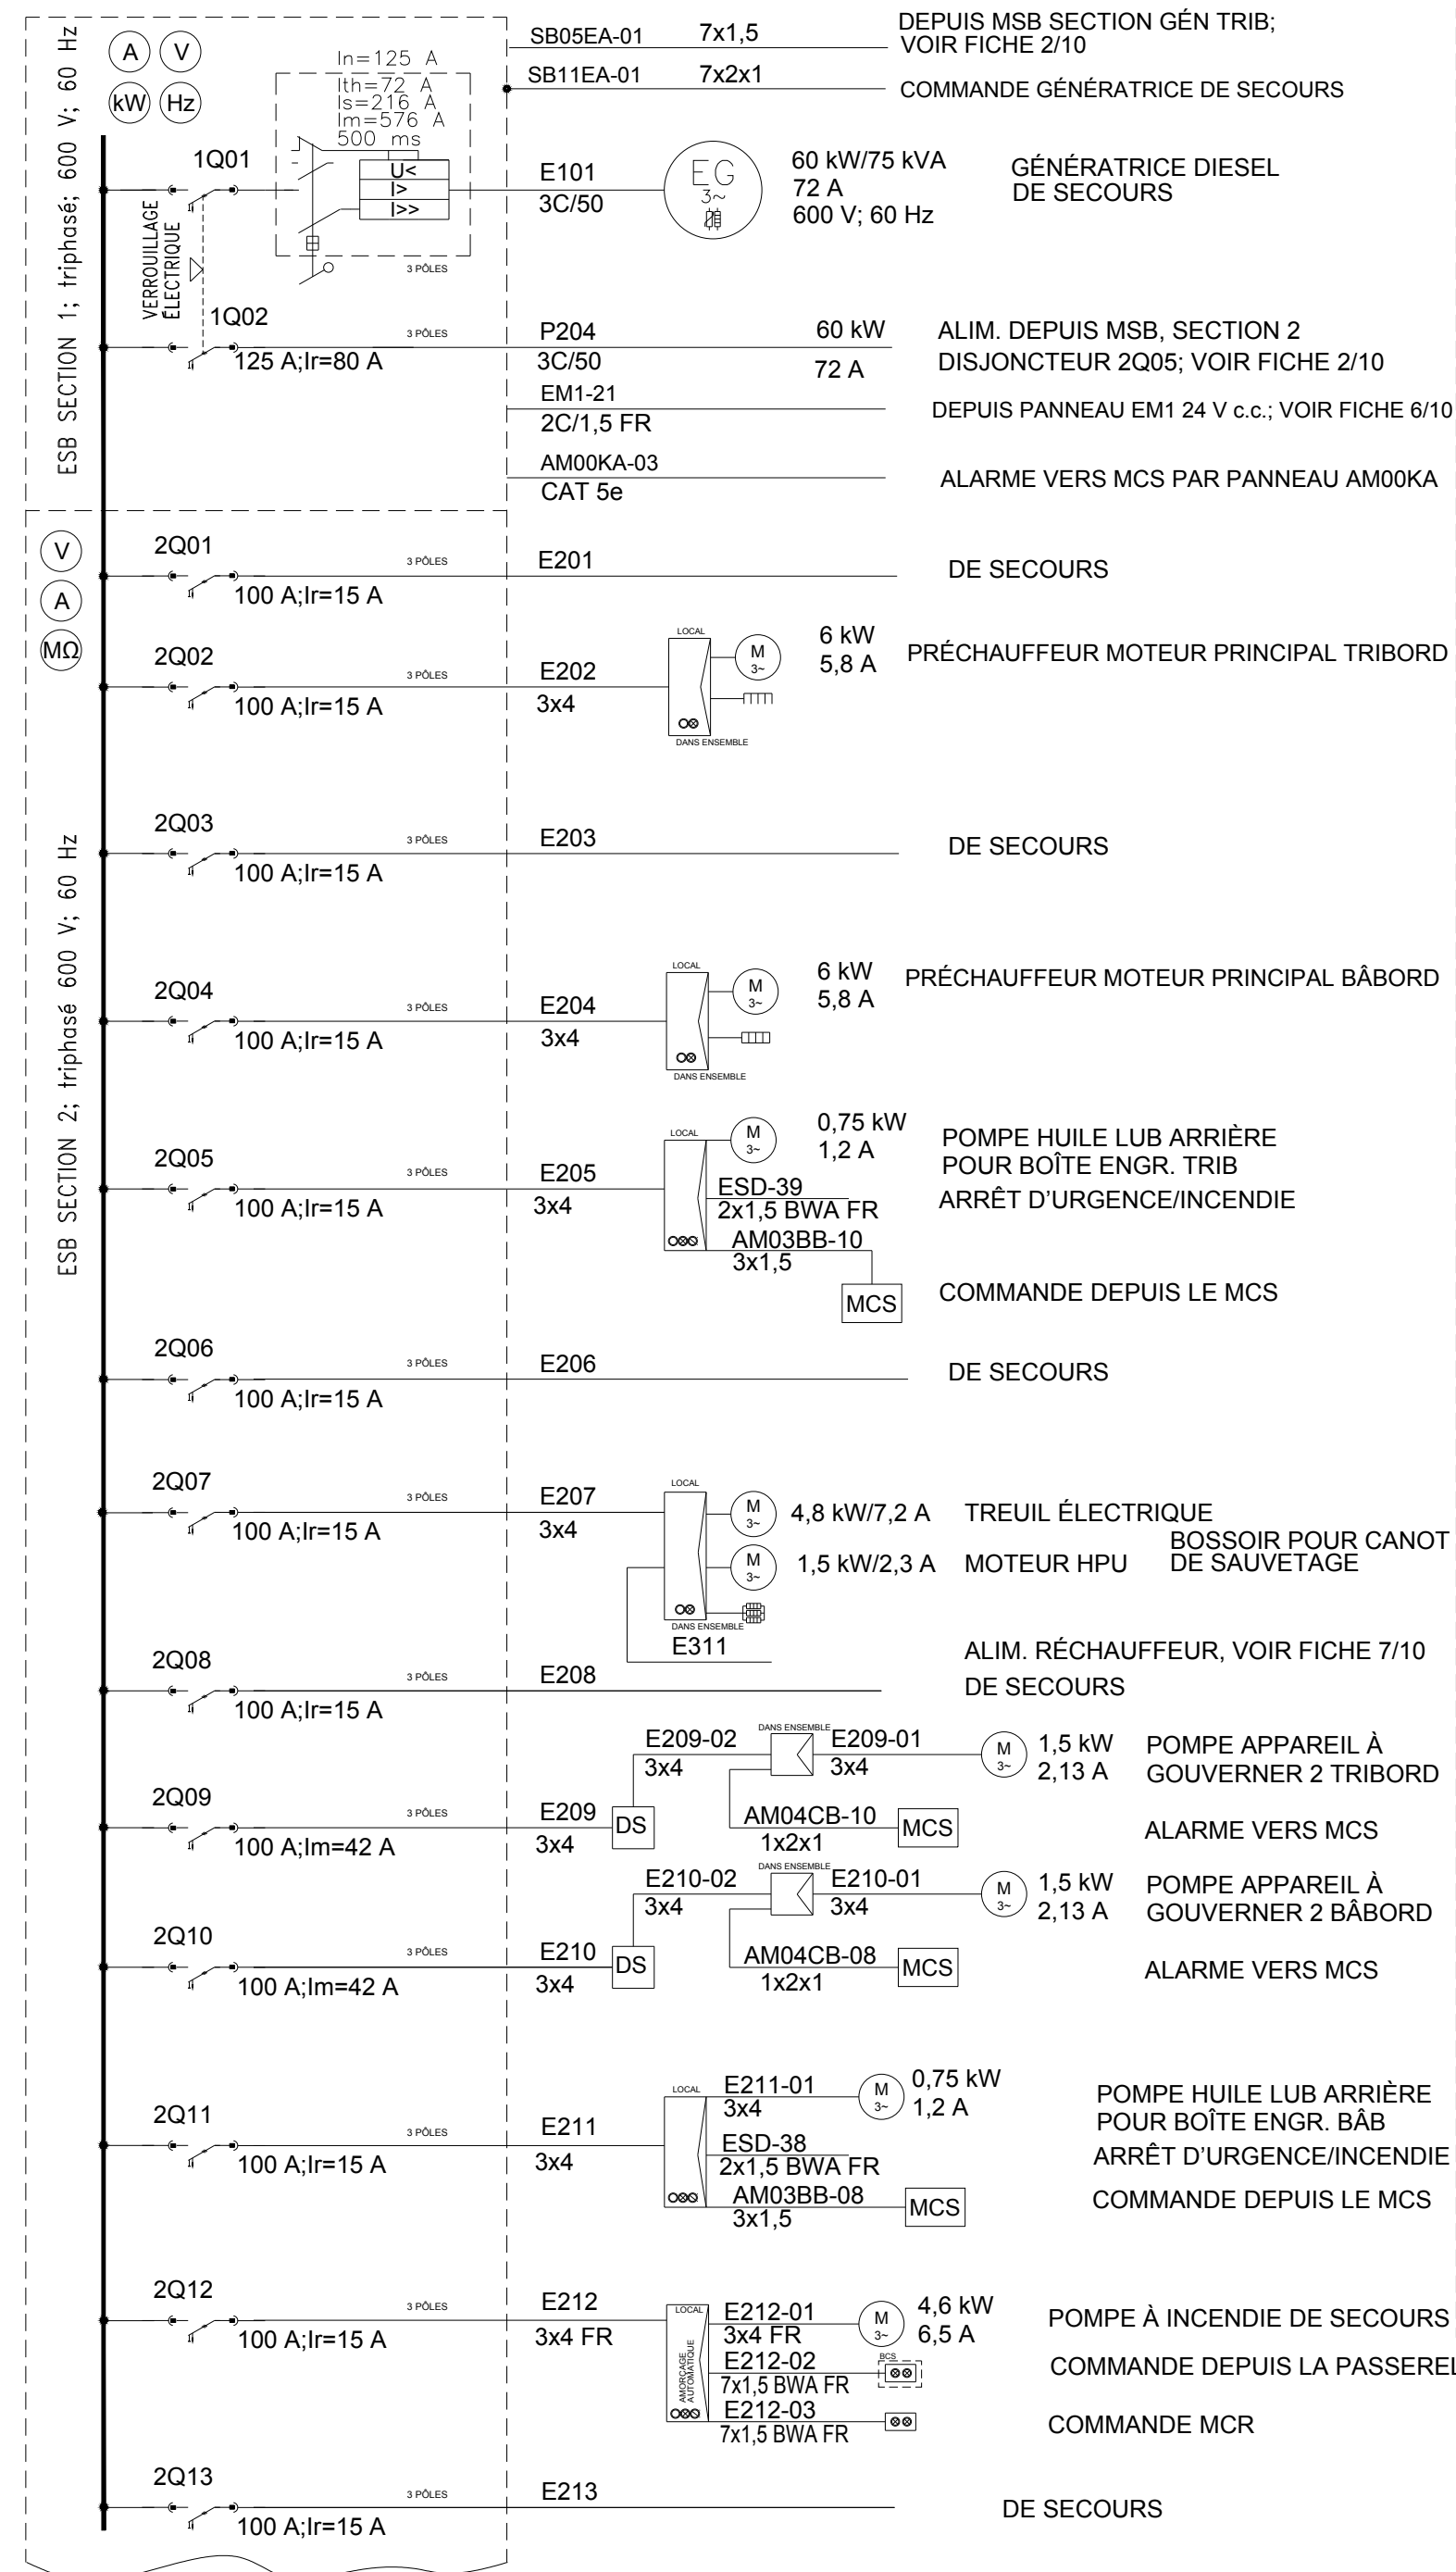 SB05EA-01 7x1,5 DEPUIS MSB SECTION GÉN TRIB;
VOIR FICHE 2/10
SB11EA-01 7x2x1 COMMANDE GÉNÉRATRICE DE SECOURS
A V
kW Hz
ESB SECTION 1; triphasé; 600 V; 60 Hz
In=125 A
Ith=72 A
Is=216 A
Im=576 A
500 ms
U<
I>
I>>
1Q01
VERROUILLAGE
ÉLECTRIQUE
3 PÔLES
E101
3C/50
EG
3~
60 kW/75 kVA
72 A
600 V; 60 Hz
GÉNÉRATRICE DIESEL
DE SECOURS
1Q02
125 A;Ir=80 A
3 PÔLES
P204
3C/50
60 kW
72 A
ALIM. DEPUIS MSB, SECTION 2
DISJONCTEUR 2Q05; VOIR FICHE 2/10
EM1-21
2C/1,5 FR
DEPUIS PANNEAU EM1 24 V c.c.; VOIR FICHE 6/10
AM00KA-03
CAT 5e
ALARME VERS MCS PAR PANNEAU AM00KA
V
A
MΩ
ESB SECTION 2; triphasé 600 V; 60 Hz
2Q01
100 A;Ir=15 A
3 PÔLES
E201
DE SECOURS
2Q02
100 A;Ir=15 A
3 PÔLES
E202
3x4
LOCAL
M
3~
DANS ENSEMBLE
6 kW
5,8 A
PRÉCHAUFFEUR MOTEUR PRINCIPAL TRIBORD
2Q03
100 A;Ir=15 A
3 PÔLES
E203
DE SECOURS
2Q04
100 A;Ir=15 A
3 PÔLES
E204
3x4
LOCAL
M
3~
DANS ENSEMBLE
6 kW
5,8 A
PRÉCHAUFFEUR MOTEUR PRINCIPAL BÂBORD
2Q05
100 A;Ir=15 A
3 PÔLES
E205
3x4
LOCAL
M
3~
0,75 kW
1,2 A
POMPE HUILE LUB ARRIÈRE
POUR BOÎTE ENGR. TRIB
ESD-39
2x1,5 BWA FR
ARRÊT D'URGENCE/INCENDIE
AM03BB-10
3x1,5
MCS
COMMANDE DEPUIS LE MCS
2Q06
100 A;Ir=15 A
3 PÔLES
E206
DE SECOURS
2Q07
100 A;Ir=15 A
3 PÔLES
E207
3x4
LOCAL
M
3~
4,8 kW/7,2 A
TREUIL ÉLECTRIQUE
M
3~
1,5 kW/2,3 A
MOTEUR HPU
BOSSOIR POUR CANOT
DE SAUVETAGE
DANS ENSEMBLE
E311
ALIM. RÉCHAUFFEUR, VOIR FICHE 7/10
2Q08
100 A;Ir=15 A
3 PÔLES
E208
DE SECOURS
2Q09
100 A;Im=42 A
3 PÔLES
E209
3x4
DS
E209-02
3x4
DANS ENSEMBLE
E209-01
3x4
M
3~
1,5 kW
2,13 A
POMPE APPAREIL À
GOUVERNER 2 TRIBORD
AM04CB-10
1x2x1
MCS
ALARME VERS MCS
2Q10
100 A;Im=42 A
3 PÔLES
E210
3x4
DS
E210-02
3x4
DANS ENSEMBLE
E210-01
3x4
M
3~
1,5 kW
2,13 A
POMPE APPAREIL À
GOUVERNER 2 BÂBORD
AM04CB-08
1x2x1
MCS
ALARME VERS MCS
2Q11
100 A;Ir=15 A
3 PÔLES
E211
3x4
LOCAL
E211-01
3x4
M
3~
0,75 kW
1,2 A
POMPE HUILE LUB ARRIÈRE
POUR BOÎTE ENGR. BÂB
ESD-38
2x1,5 BWA FR
ARRÊT D'URGENCE/INCENDIE
AM03BB-08
3x1,5
MCS
COMMANDE DEPUIS LE MCS
2Q12
100 A;Ir=15 A
3 PÔLES
E212
3x4 FR
LOCAL
AMORÇAGE
AUTOMATIQUE
E212-01
3x4 FR
M
3~
4,6 kW
6,5 A
POMPE À INCENDIE DE SECOURS
E212-02
7x1,5 BWA FR
BCS
COMMANDE DEPUIS LA PASSEREL
E212-03
7x1,5 BWA FR
COMMANDE MCR
2Q13
100 A;Ir=15 A
3 PÔLES
E213
DE SECOURS